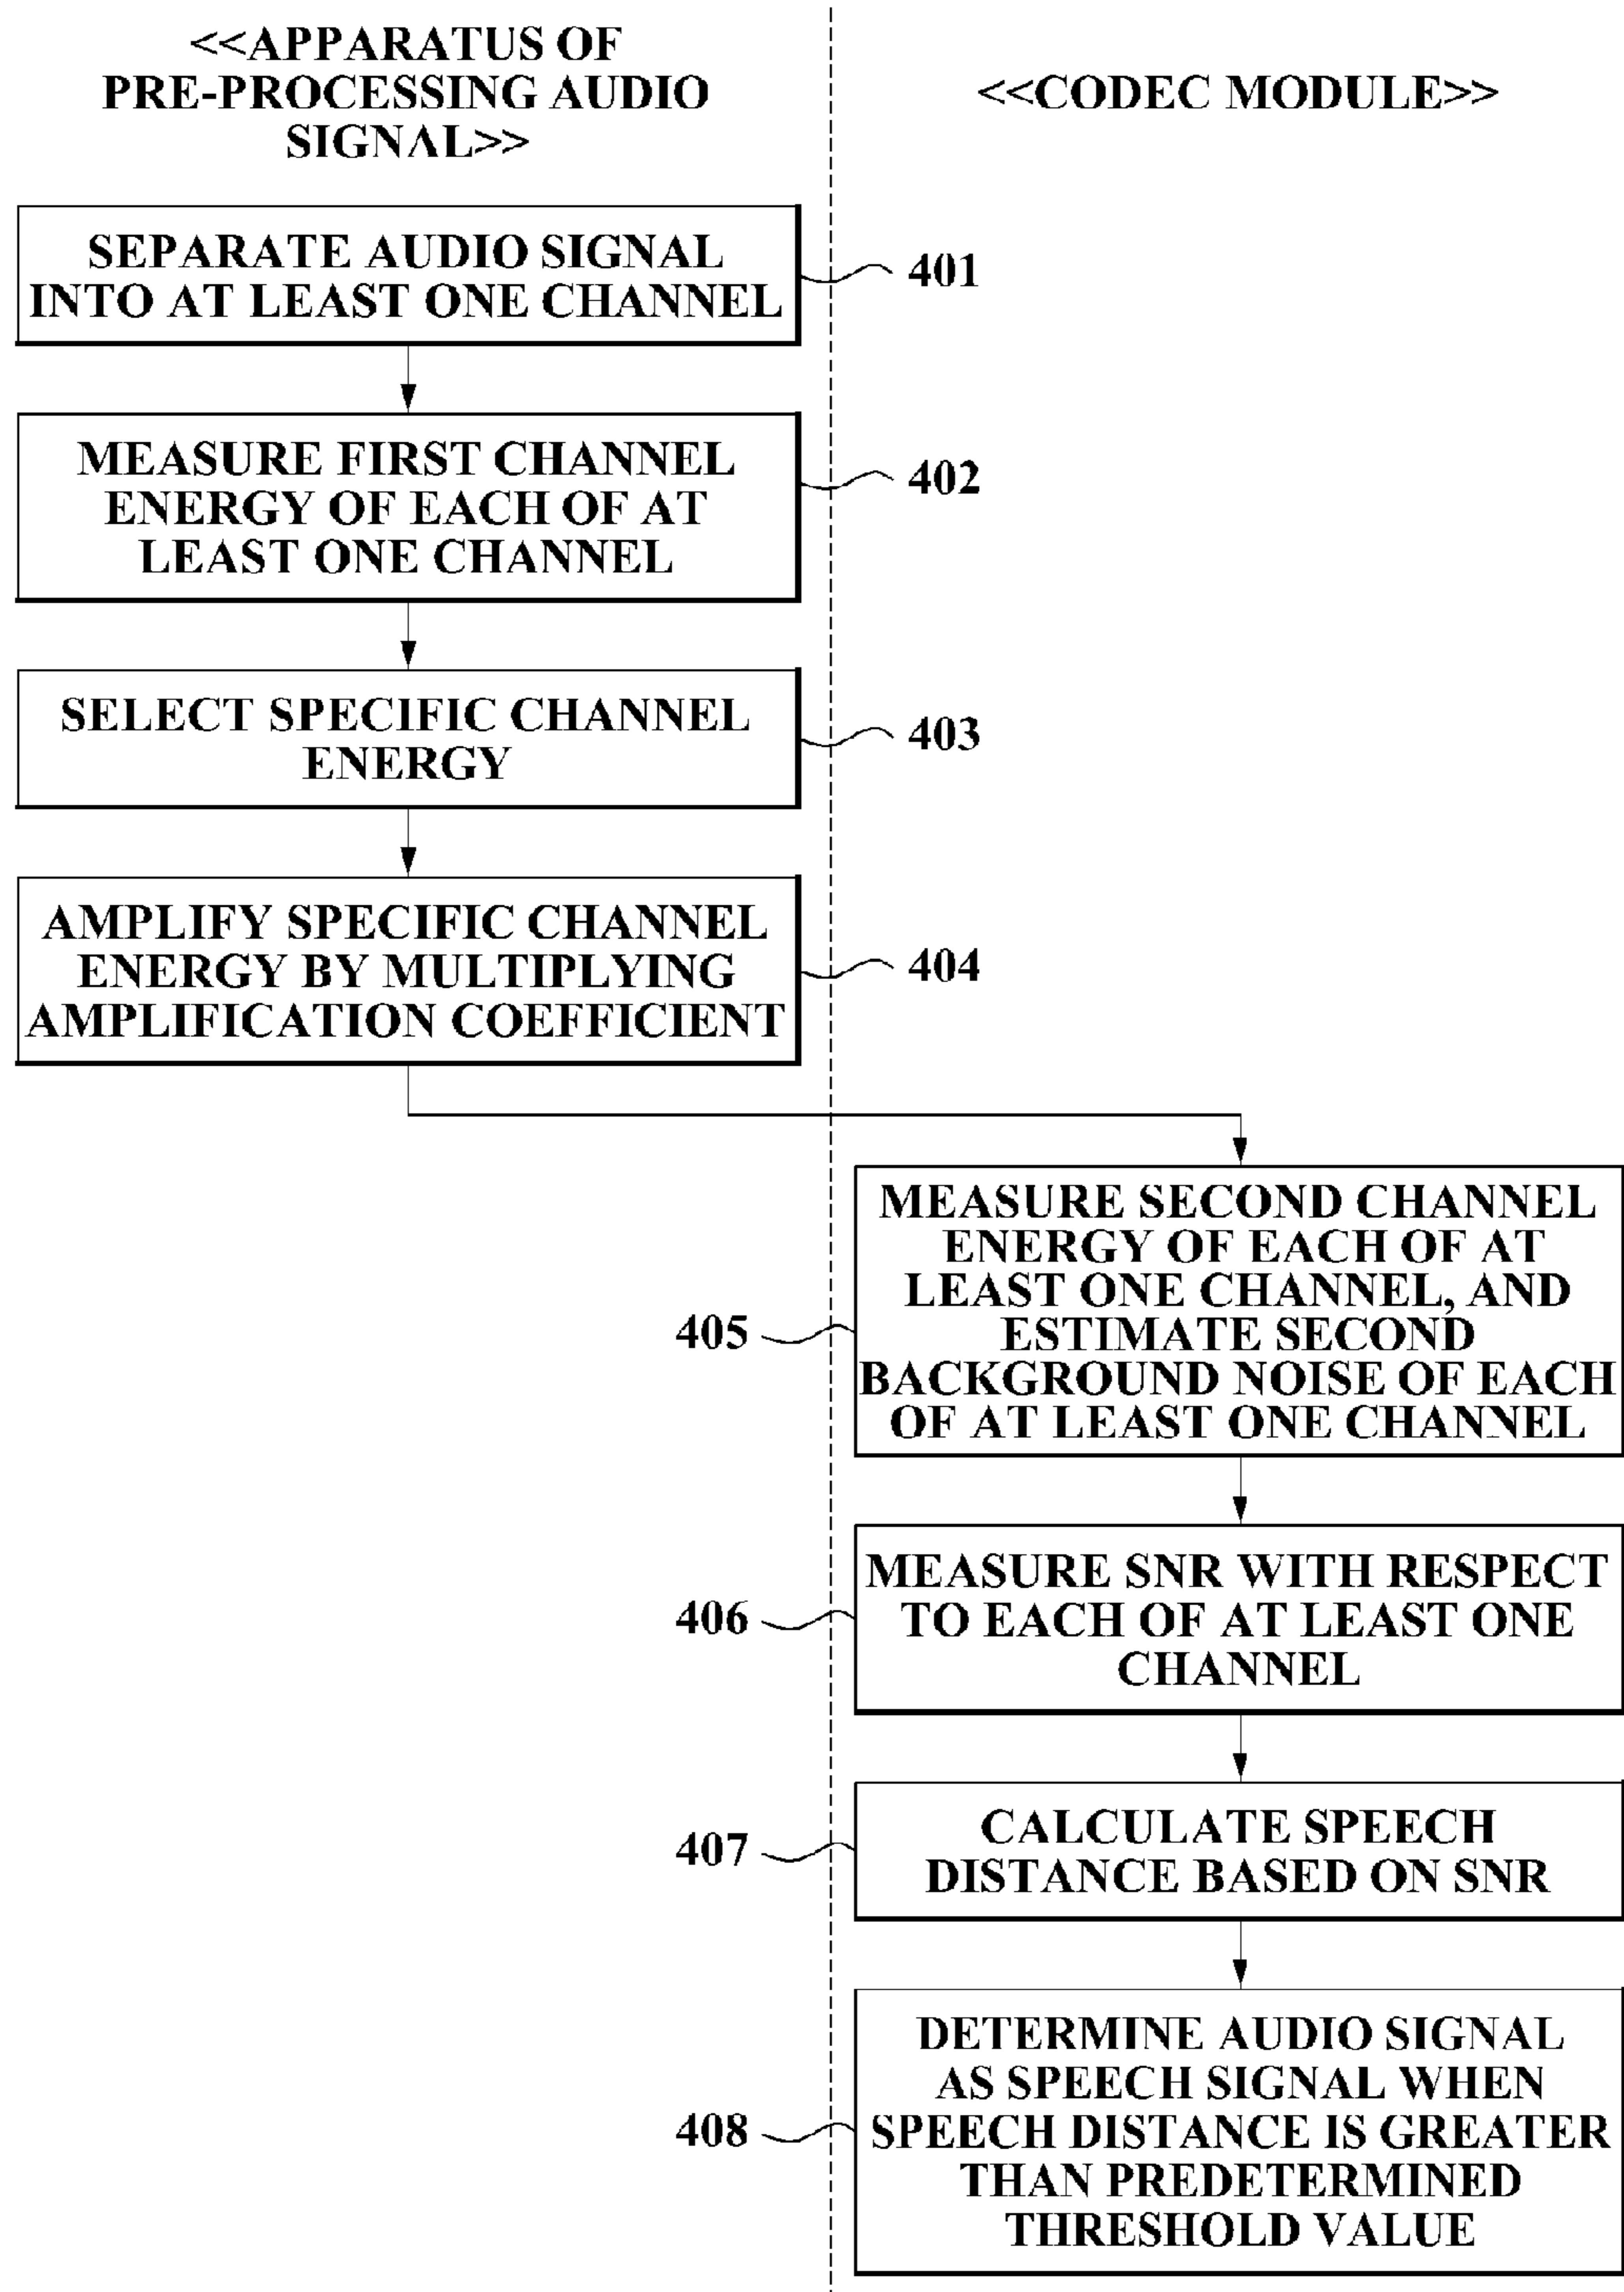 <<APPARATUS OF
PRE-PROCESSING AUDIO
SIGNAL>>
<<CODEC MODULE>>
SEPARATE AUDIO SIGNAL
INTO AT LEAST ONE CHANNEL
401
MEASURE FIRST CHANNEL
ENERGY OF EACH OF AT
LEAST ONE CHANNEL
402
SELECT SPECIFIC CHANNEL
ENERGY
403
AMPLIFY SPECIFIC CHANNEL
ENERGY BY MULTIPLYING
AMPLIFICATION COEFFICIENT
404
MEASURE SECOND CHANNEL
ENERGY OF EACH OF AT
LEAST ONE CHANNEL, AND
ESTIMATE SECOND
BACKGROUND NOISE OF EACH
OF AT LEAST ONE CHANNEL
405
MEASURE SNR WITH RESPECT
TO EACH OF AT LEAST ONE
CHANNEL
406
CALCULATE SPEECH
DISTANCE BASED ON SNR
407
DETERMINE AUDIO SIGNAL
AS SPEECH SIGNAL WHEN
SPEECH DISTANCE IS GREATER
THAN PREDETERMINED
THRESHOLD VALUE
408